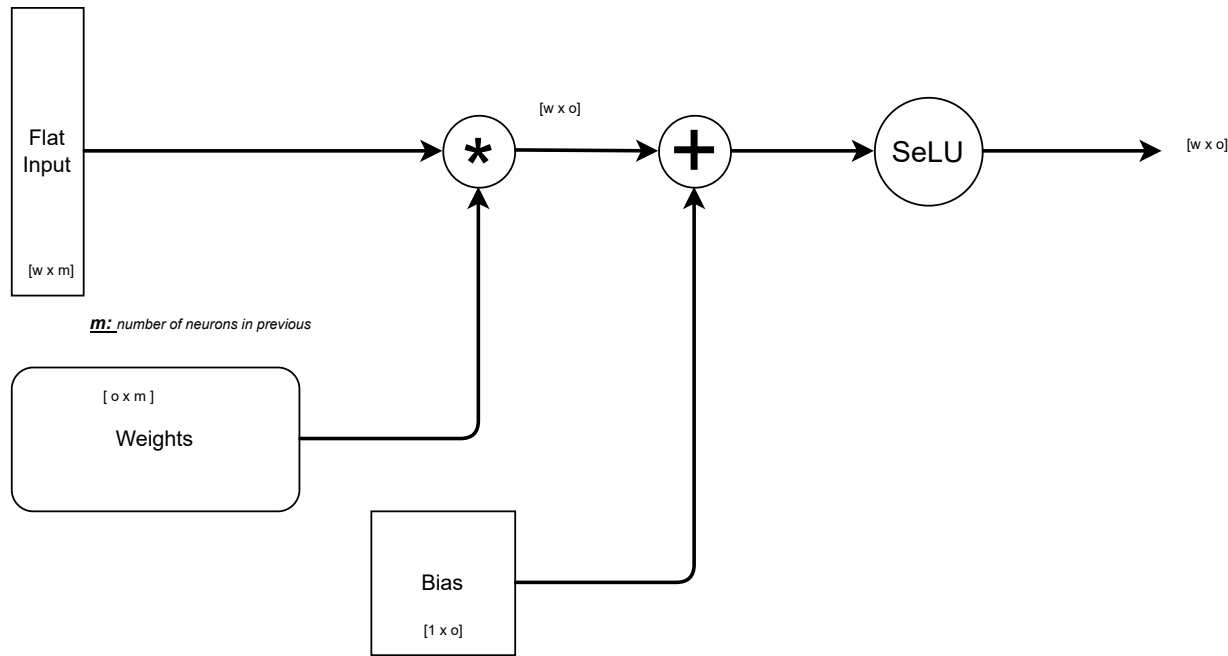 [w x o]
Flat
Input
*
+
SeLU
[w x o]
[w x m]
m: number of neurons in previous
[ o x m ]
Weights
Bias
[1 x o]